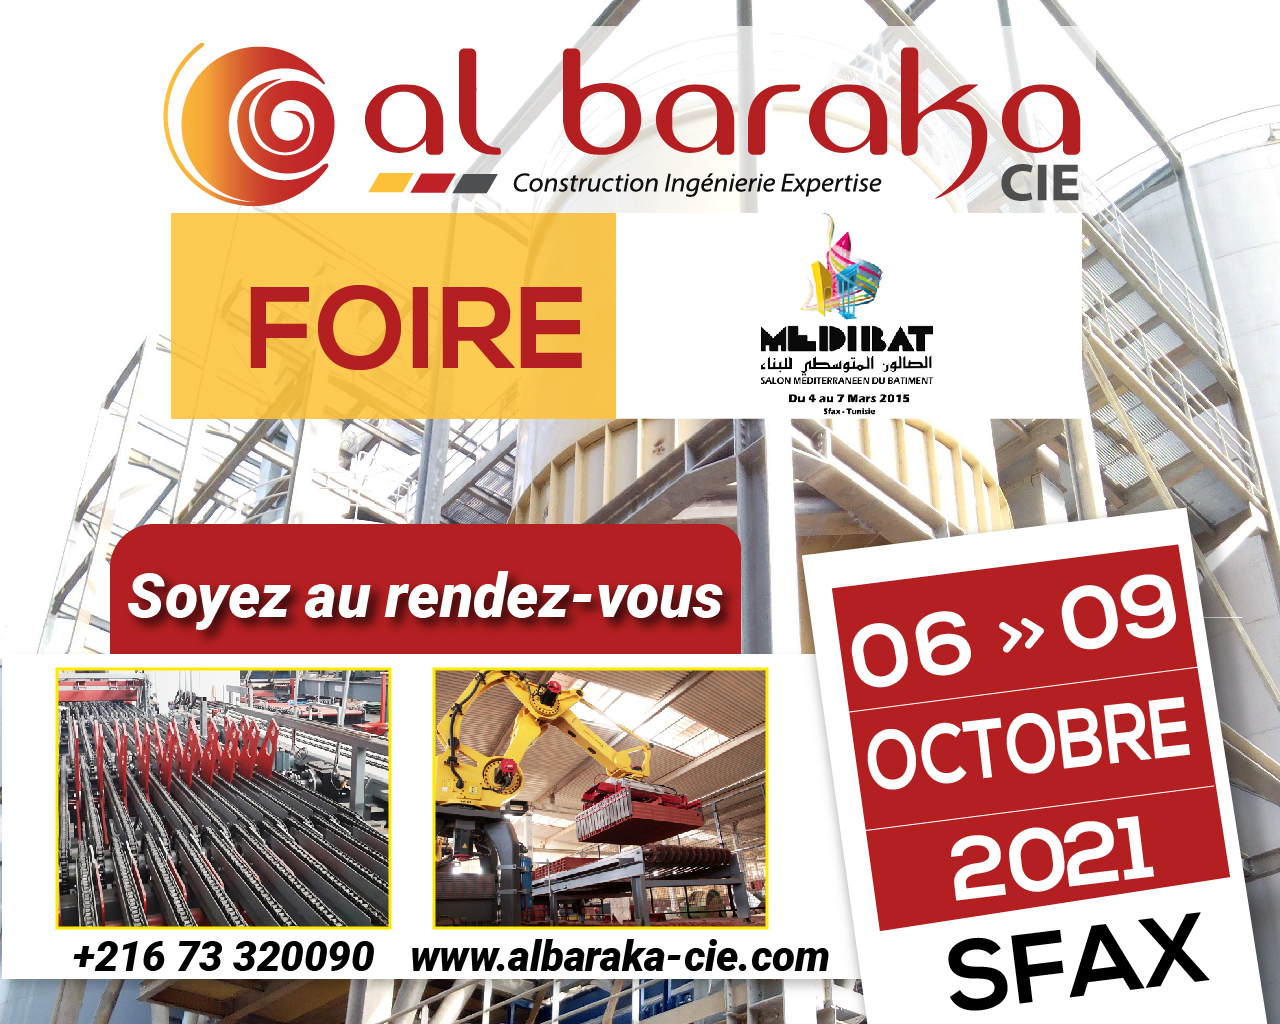 al baraka
Construction Ingénierie Expertise
CIE
FOIRE
MEDIBAT
الصالون المتوسطي للبناء
SALON MEDITERRANEEN DU BATIMENT
Du 4 au 7 Mars 2015
Sfax - Tunisie
Soyez au rendez-vous
06 » 09
OCTOBRE
2021
SFAX
+216 73 320090
www.albaraka-cie.com